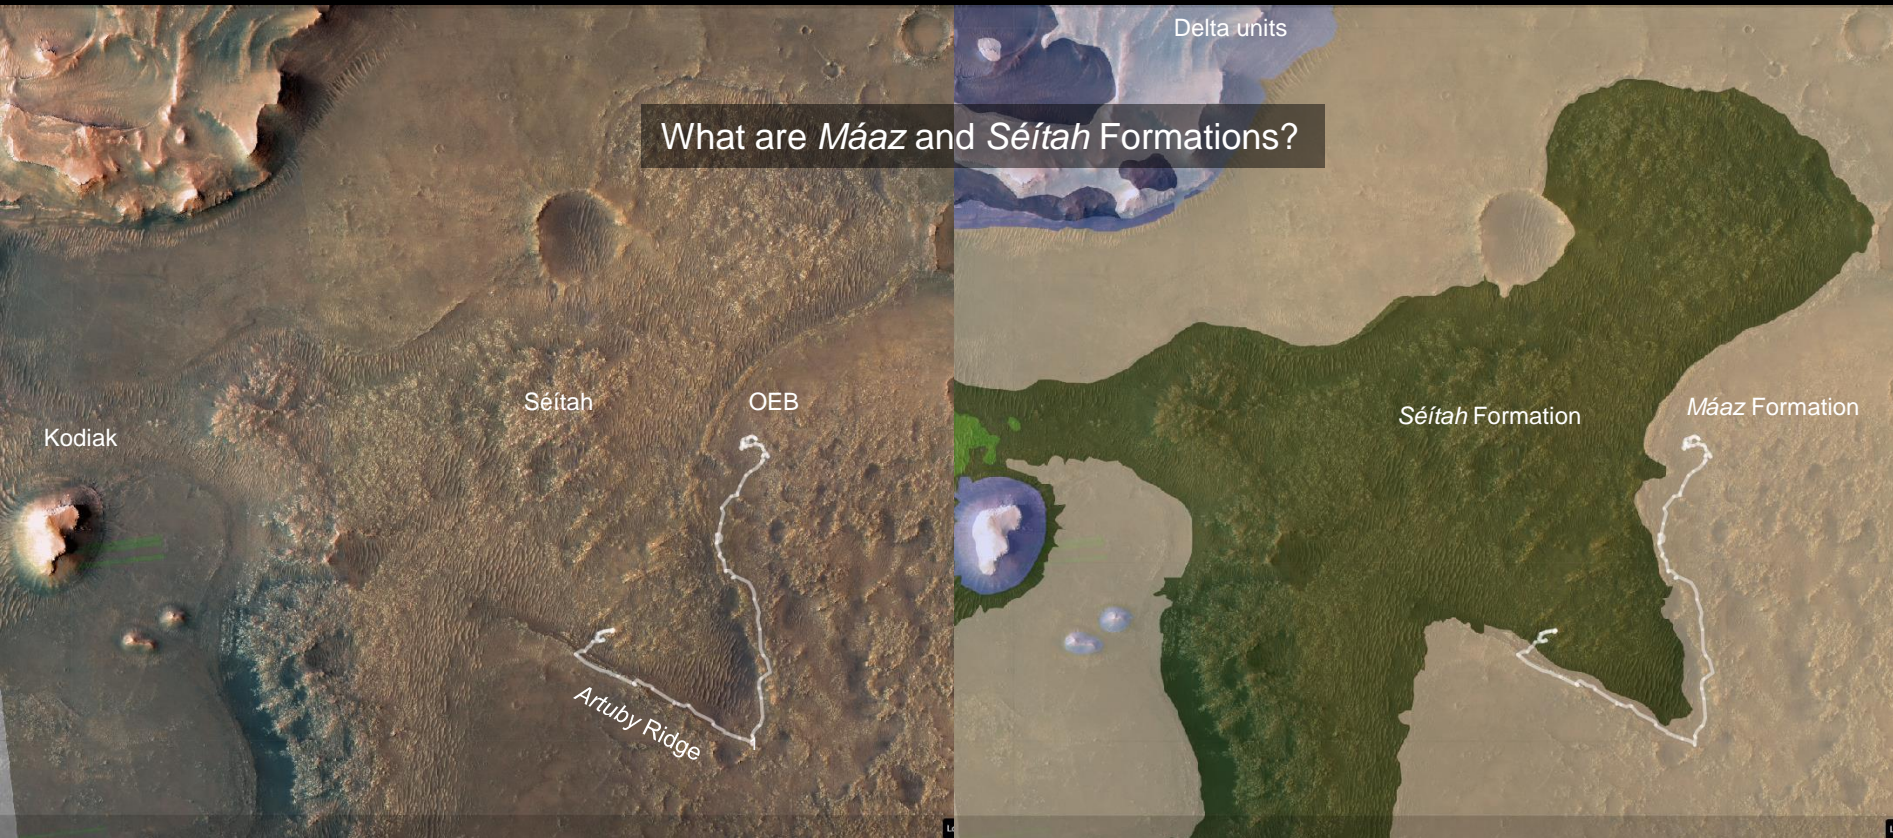 Delta units
What are Máaz and Séítah Formations?
Séítah
OEB
Kodiak
Artuby Ridge
Séítah Formation
Máaz Formation